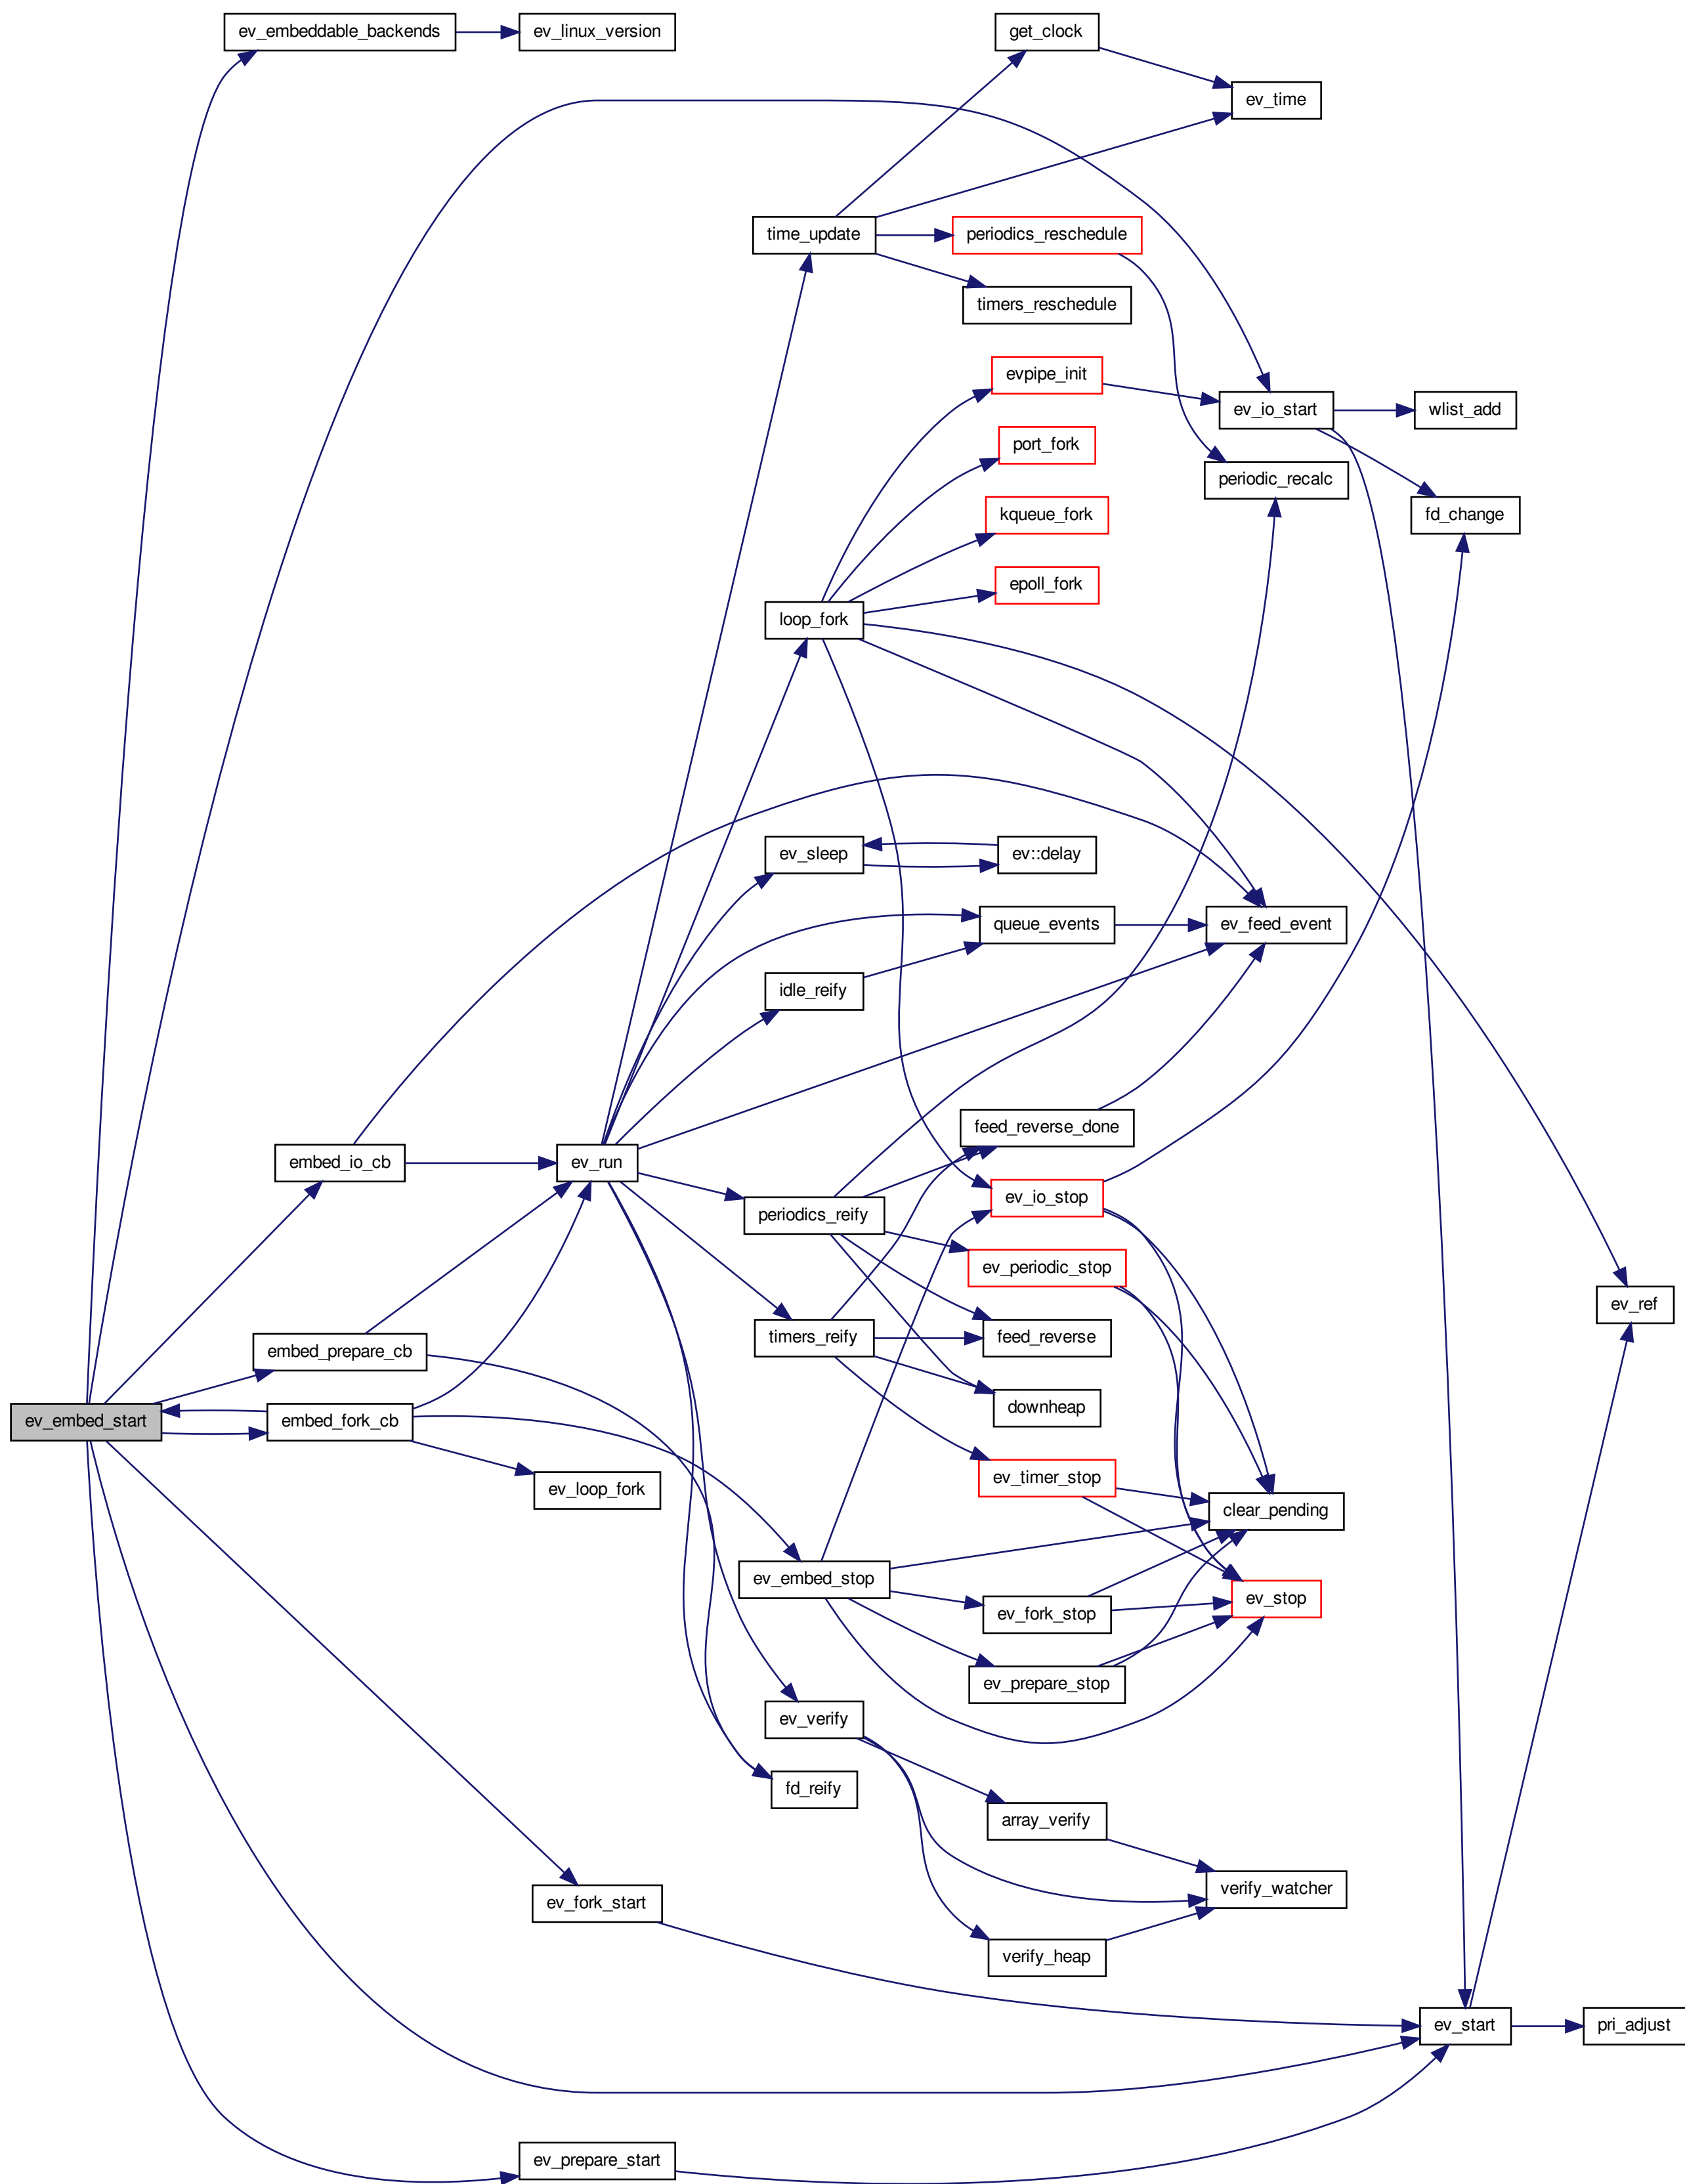 ev_embeddable_backends
ev_linux_version
get_clock
ev_time
time_update
periodics_reschedule
timers_reschedule
evpipe_init
ev_io_start
wlist_add
port_fork
periodic_recalc
kqueue_fork
fd_change
epoll_fork
loop_fork
ev_sleep
ev::delay
queue_events
ev_feed_event
idle_reify
feed_reverse_done
embed_io_cb
ev_run
ev_io_stop
periodics_reify
ev_periodic_stop
ev_ref
timers_reify
feed_reverse
embed_prepare_cb
downheap
ev_embed_start
embed_fork_cb
ev_timer_stop
ev_loop_fork
clear_pending
ev_embed_stop
ev_stop
ev_fork_stop
ev_prepare_stop
ev_verify
fd_reify
array_verify
verify_watcher
ev_fork_start
verify_heap
ev_start
pri_adjust
ev_prepare_start